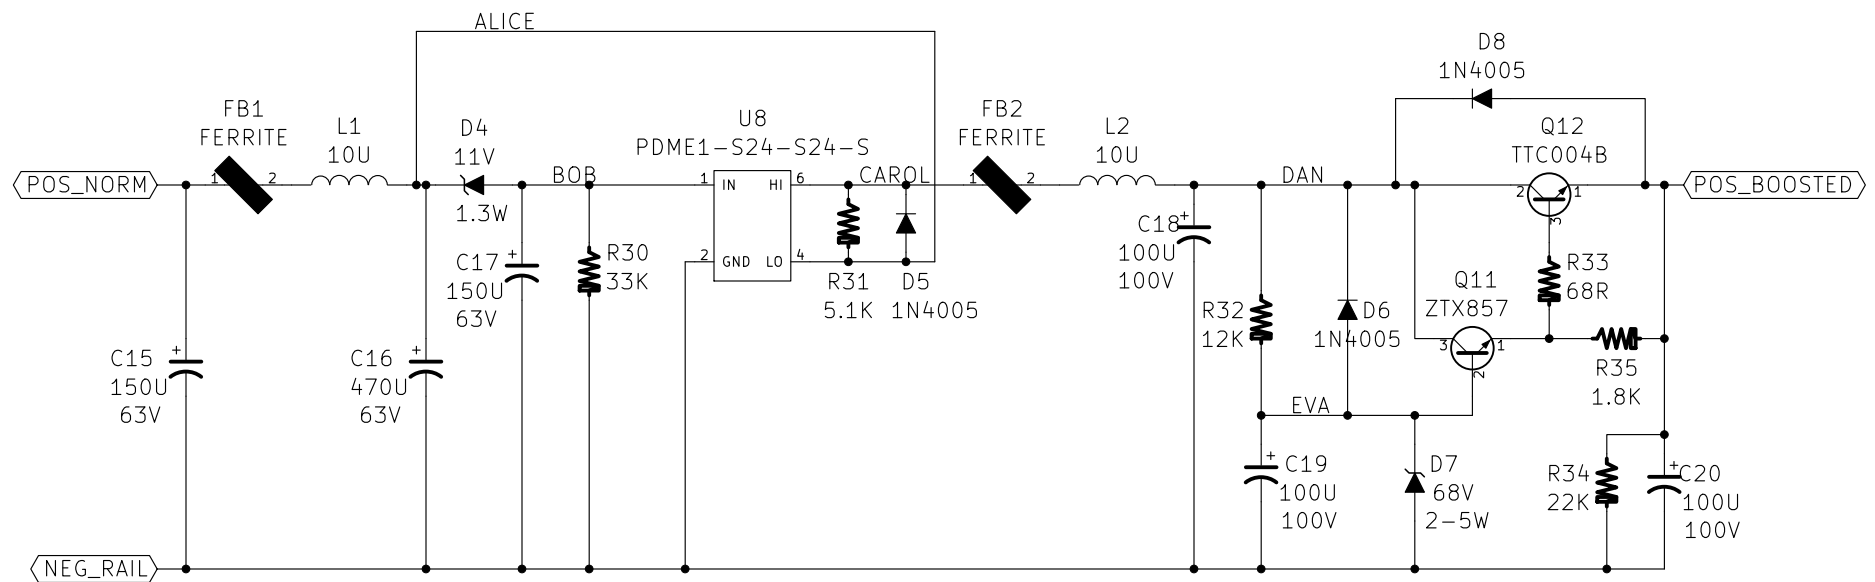 ALICE
D8
1N4005
FB1
FERRITE
L1
10U
D4
11V
1.3W
U8
PDME1-S24-S24-S
FB2
FERRITE
L2
10U
Q12
TTC004B
POS_NORM
1
2
BOB
1
IN
HI
6
CAROL
1
2
DAN
2
1
3
POS_BOOSTED
2
GND
LO
4
C17
150U
63V
R30
33K
R31
5.1K
D5
1N4005
C18
100U
100V
R33
68R
Q11
ZTX857
3
1
2
R32
12K
D6
1N4005
R35
1.8K
C15
150U
63V
C16
470U
63V
EVA
C19
100U
100V
D7
68V
2-5W
R34
22K
C20
100U
100V
NEG_RAIL